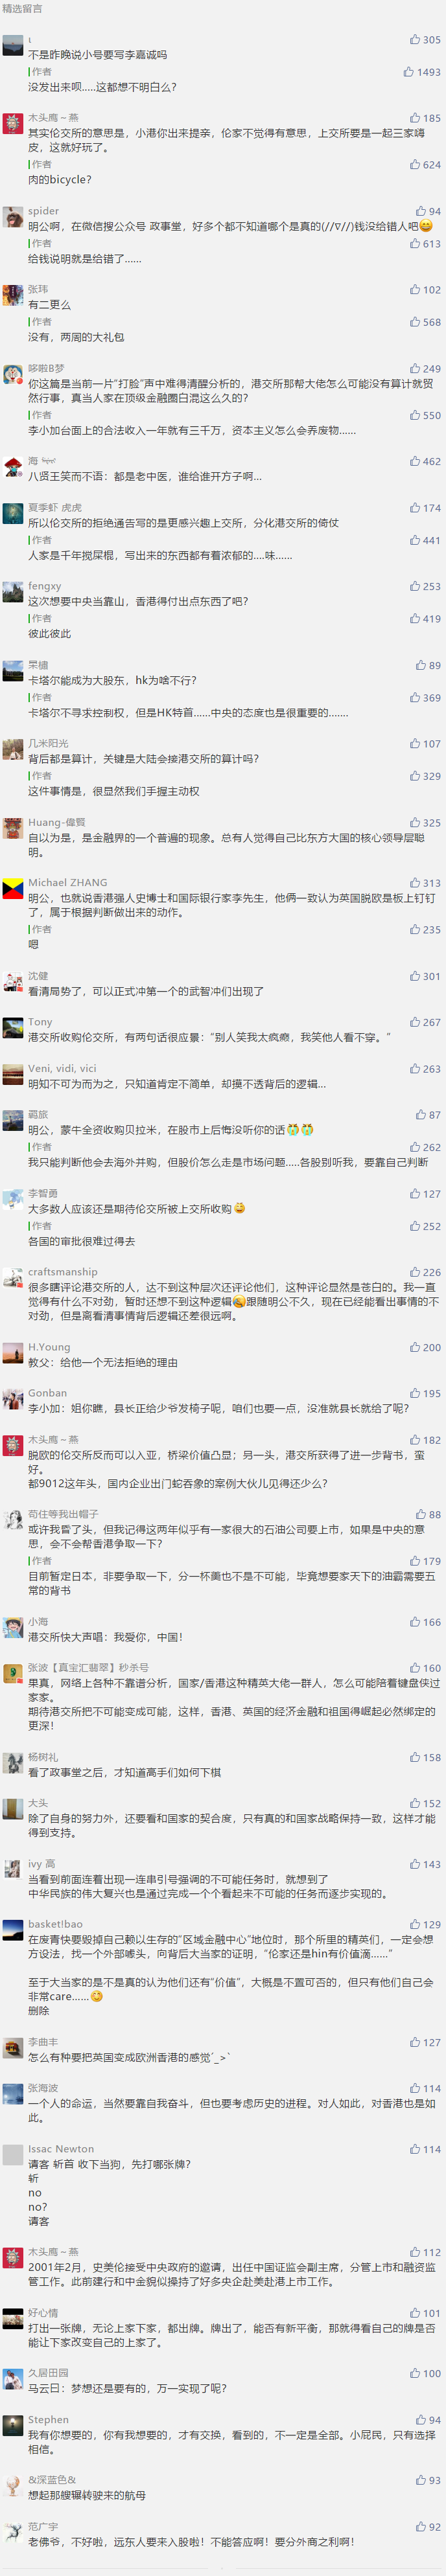 精选留言
ι
305
不是昨晚说小号要写李嘉诚吗
作者
1493
没发出来呗.....这都想不明白么？
木头鹰～燕
185
其实伦交所的意思是，小港你出来提亲，伦家不觉得有意思，上交所要是一起三家嗨
皮，这就好玩了。
作者
624
肉的bicycle?
spider
94
明公啊，在微信搜公众号 政事堂，好多个都不知道哪个是真的(//∇//)钱没给错人吧😄
作者
613
给钱说明就是给错了......
张玮
102
有二更么
作者
568
没有，两周的大礼包
哆啦B梦
249
你这篇是当前一片“打脸”声中难得清醒分析的，港交所那帮大佬怎么可能没有算计就贸
然行事，真当人家在顶级金融圈白混这么久的？
作者
550
李小加台面上的合法收入一年就有三千万，资本主义怎么会养废物......
海
462
八贤王笑而不语：都是老中医，谁给谁开方子啊...
夏季虾 虎虎
174
所以伦交所的拒绝通告写的是更感兴趣上交所，分化港交所的倚仗
作者
441
人家是千年搅屎棍，写出来的东西都有着浓郁的....味......
fengxy
253
这次想要中央当靠山，香港得付出点东西了吧？
作者
419
彼此彼此
89
卡塔尔能成为大股东，hk为啥不行？
作者
369
卡塔尔不寻求控制权，但是HK特首......中央的态度也是很重要的.......
几米阳光
107
背后都是算计，关键是大陆会接港交所的算计吗？
作者
329
这件事情是，很显然我们手握主动权
Huang-偉賢
325
自以为是，是金融界的一个普遍的现象。总有人觉得自己比东方大国的核心领导层聪
明。
Michael ZHANG
313
明公，也就说香港强人史博士和国际银行家李先生，他俩一致认为英国脱欧是板上钉钉
了，属于根据判断做出来的动作。
作者
235
嗯
沈健
301
看清局势了，可以正式冲第一个的武智冲们出现了
Tony
267
港交所收购伦交所，有两句话很应景：“别人笑我太疯癫，我笑他人看不穿。”
Veni, vidi, vici
263
明知不可为而为之，只知道肯定不简单，却摸不透背后的逻辑...
羁旅
87
明公，蒙牛全资收购贝拉米，在股市上后悔没听你的话😭😭
作者
262
我只能判断他会去海外并购，但股价怎么走是市场问题.....各股别听我，要靠自己判断
李智勇
127
大多数人应该还是期待伦交所被上交所收购😄
作者
252
各国的审批很难过得去
craftsmanship
226
很多瞎评论港交所的人，达不到这种层次还评论他们，这种评论显然是苍白的。我一直
觉得有什么不对劲，暂时还想不到这种逻辑😪跟随明公不久，现在已经能看出事情的不
对劲，但是离看清事情背后逻辑还差很远啊。
H.Young
200
教父：给他一个无法拒绝的理由
Gonban
195
李小加：姐你瞧，县长正给少爷发椅子呢，咱们也要一点，没准就县长就给了呢？
木头鹰～燕
182
脱欧的伦交所反而可以入亚，桥梁价值凸显；另一头，港交所获得了进一步背书，蛮
好。
都9012这年头，国内企业出门蛇吞象的案例大伙儿见得还少么？
苟住等我出帽子
88
或许我昏了头，但我记得这两年似乎有一家很大的石油公司要上市，如果是中央的意
思，会不会帮香港争取一下？
作者
179
目前暂定日本，非要争取一下，分一杯羹也不是不可能，毕竟想要家天下的油霸需要五
常的背书
小海
166
港交所快大声唱：我爱你，中国！
张波【真宝汇翡翠】秒杀号
160
果真，网络上各种不靠谱分析，国家/香港这种精英大佬一群人，怎么可能陪着键盘侠过
家家。
期待港交所把不可能变成可能，这样，香港、英国的经济金融和祖国得崛起必然绑定的
更深！
杨树礼
158
看了政事堂之后，才知道高手们如何下棋
大头
152
除了自身的努力外，还要看和国家的契合度，只有真的和国家战略保持一致，这样才能
得到支持。
ivy 高
143
当看到前面连着出现一连串引号强调的不可能任务时，就想到了
中华民族的伟大复兴也是通过完成一个个看起来不可能的任务而逐步实现的。
basket!bao
129
在废青快要毁掉自己赖以生存的“区域金融中心”地位时，那个所里的精英们，一定会想
方设法，找一个外部噱头，向背后大当家的证明，“伦家还是hin有价值滴......”
至于大当家的是不是真的认为他们还有“价值”，大概是不置可否的，但只有他们自己会
非常care......😊
删除
李曲丰
127
怎么有种要把英国变成欧洲香港的感觉´_>`
张海波
114
一个人的命运，当然要靠自我奋斗，但也要考虑历史的进程。对人如此，对香港也是如
此。
Issac Newton
114
请客 斩首 收下当狗，先打哪张牌？
斩
no
no?
请客
木头鹰～燕
112
2001年2月，史美伦接受中央政府的邀请，出任中国证监会副主席，分管上市和融资监
管工作。此前建行和中金貌似操持了好多央企赴美赴港上市工作。
好心情
101
打出一张牌，无论上家下家，都出牌。牌出了，能否有新平衡，那就得看自己的牌是否
能让下家改变自己的上家了。
久居田园
100
马云曰：梦想还是要有的，万一实现了呢？
Stephen
94
我有你想要的，你有我想要的，才有交换，看到的，不一定是全部。小屁民，只有选择
相信。
&深蓝色&
93
想起那艘辗转驶来的航母
范广宇
92
老佛爷，不好啦，远东人要来入股啦！不能答应啊！要分外商之利啊！